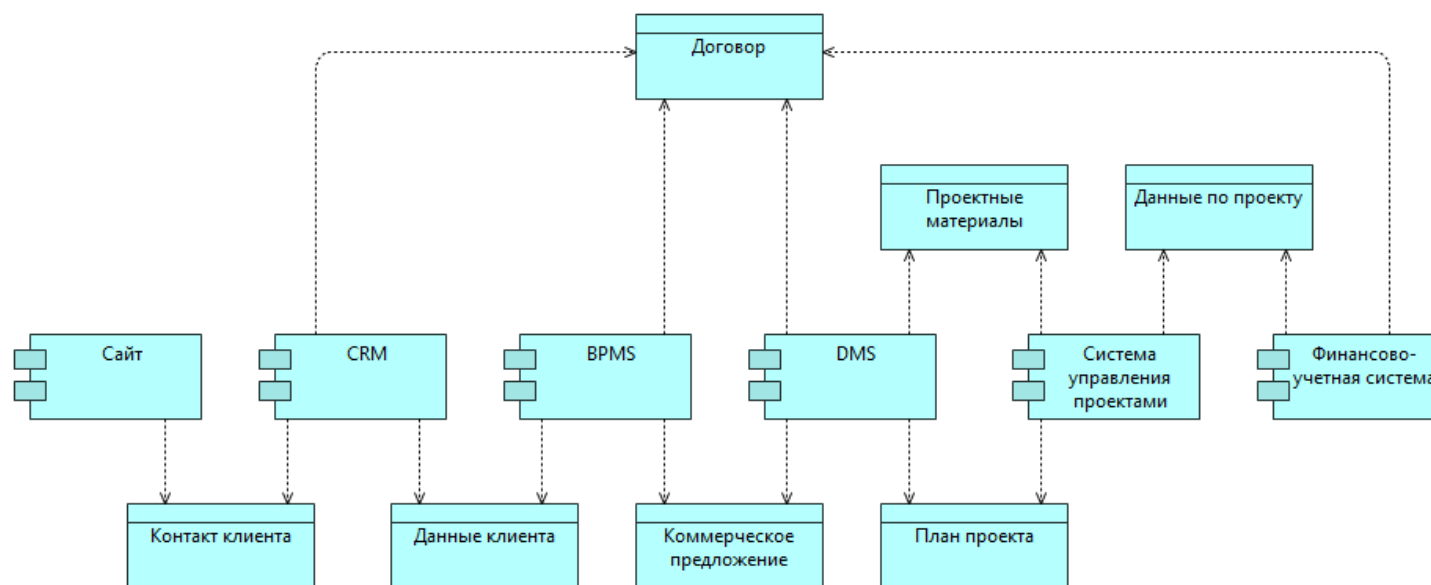 Договор
Проектные
материалы
Данные по проекту
Сайт
CRM
BPMS
DMS
Система
управления
проектами
Финансово-
учетная система
Контакт клиента
Данные клиента
Коммерческое
предложение
План проекта